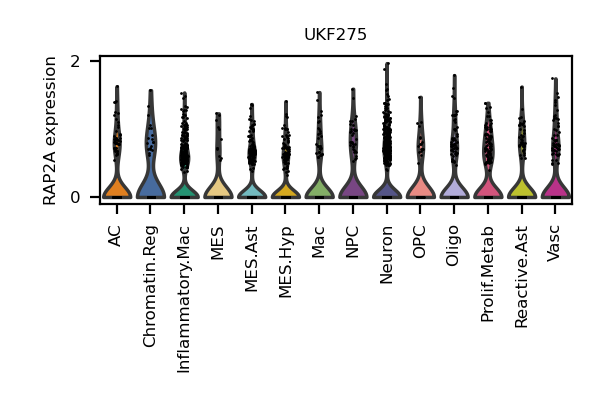 UKF275
RAP2A expression
2
0
AC
Chromatin.Reg
Inflammatory.Mac
MES
MES.Ast
MES.Hyp
Mac
NPC
Neuron
OPC
Oligo
Prolif.Metab
Reactive.Ast
Vasc